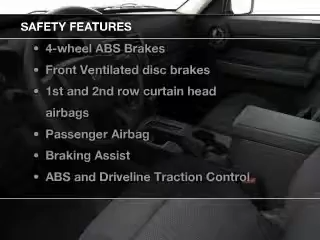 SAFETY FEATURES
• 4-wheel ABS Brakes
• Front Ventilated disc brakes
• 1st and 2nd row curtain head
airbags
• Passenger Airbag
• Braking Assist
• ABS and Driveline Traction Control